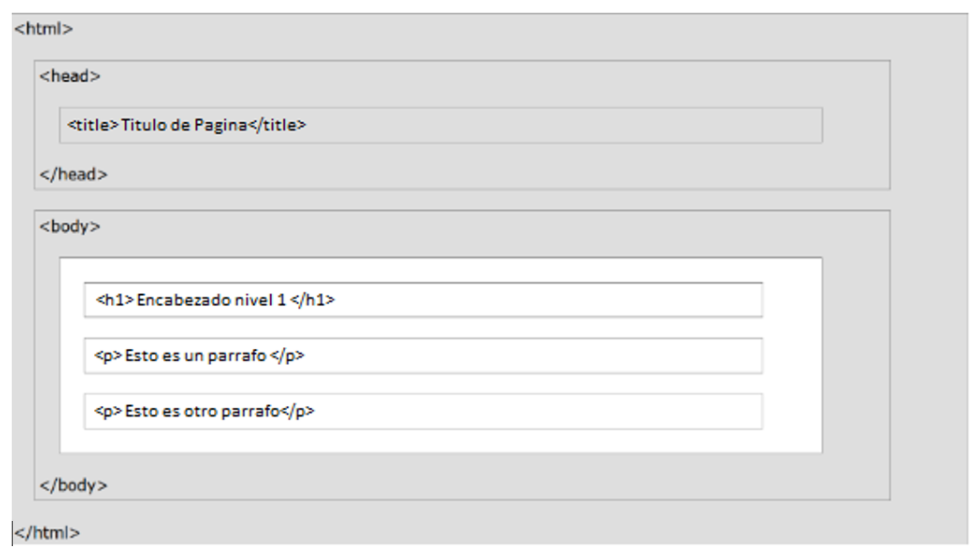 <html>
<head>
<title>Titulo de Pagina</title>
</head>
<body>
<h1> Encabezado nivel 1 </h1>
<p> Esto es un parrafo </p>
<p> Esto es otro parrafo</p>
</body>
</html>